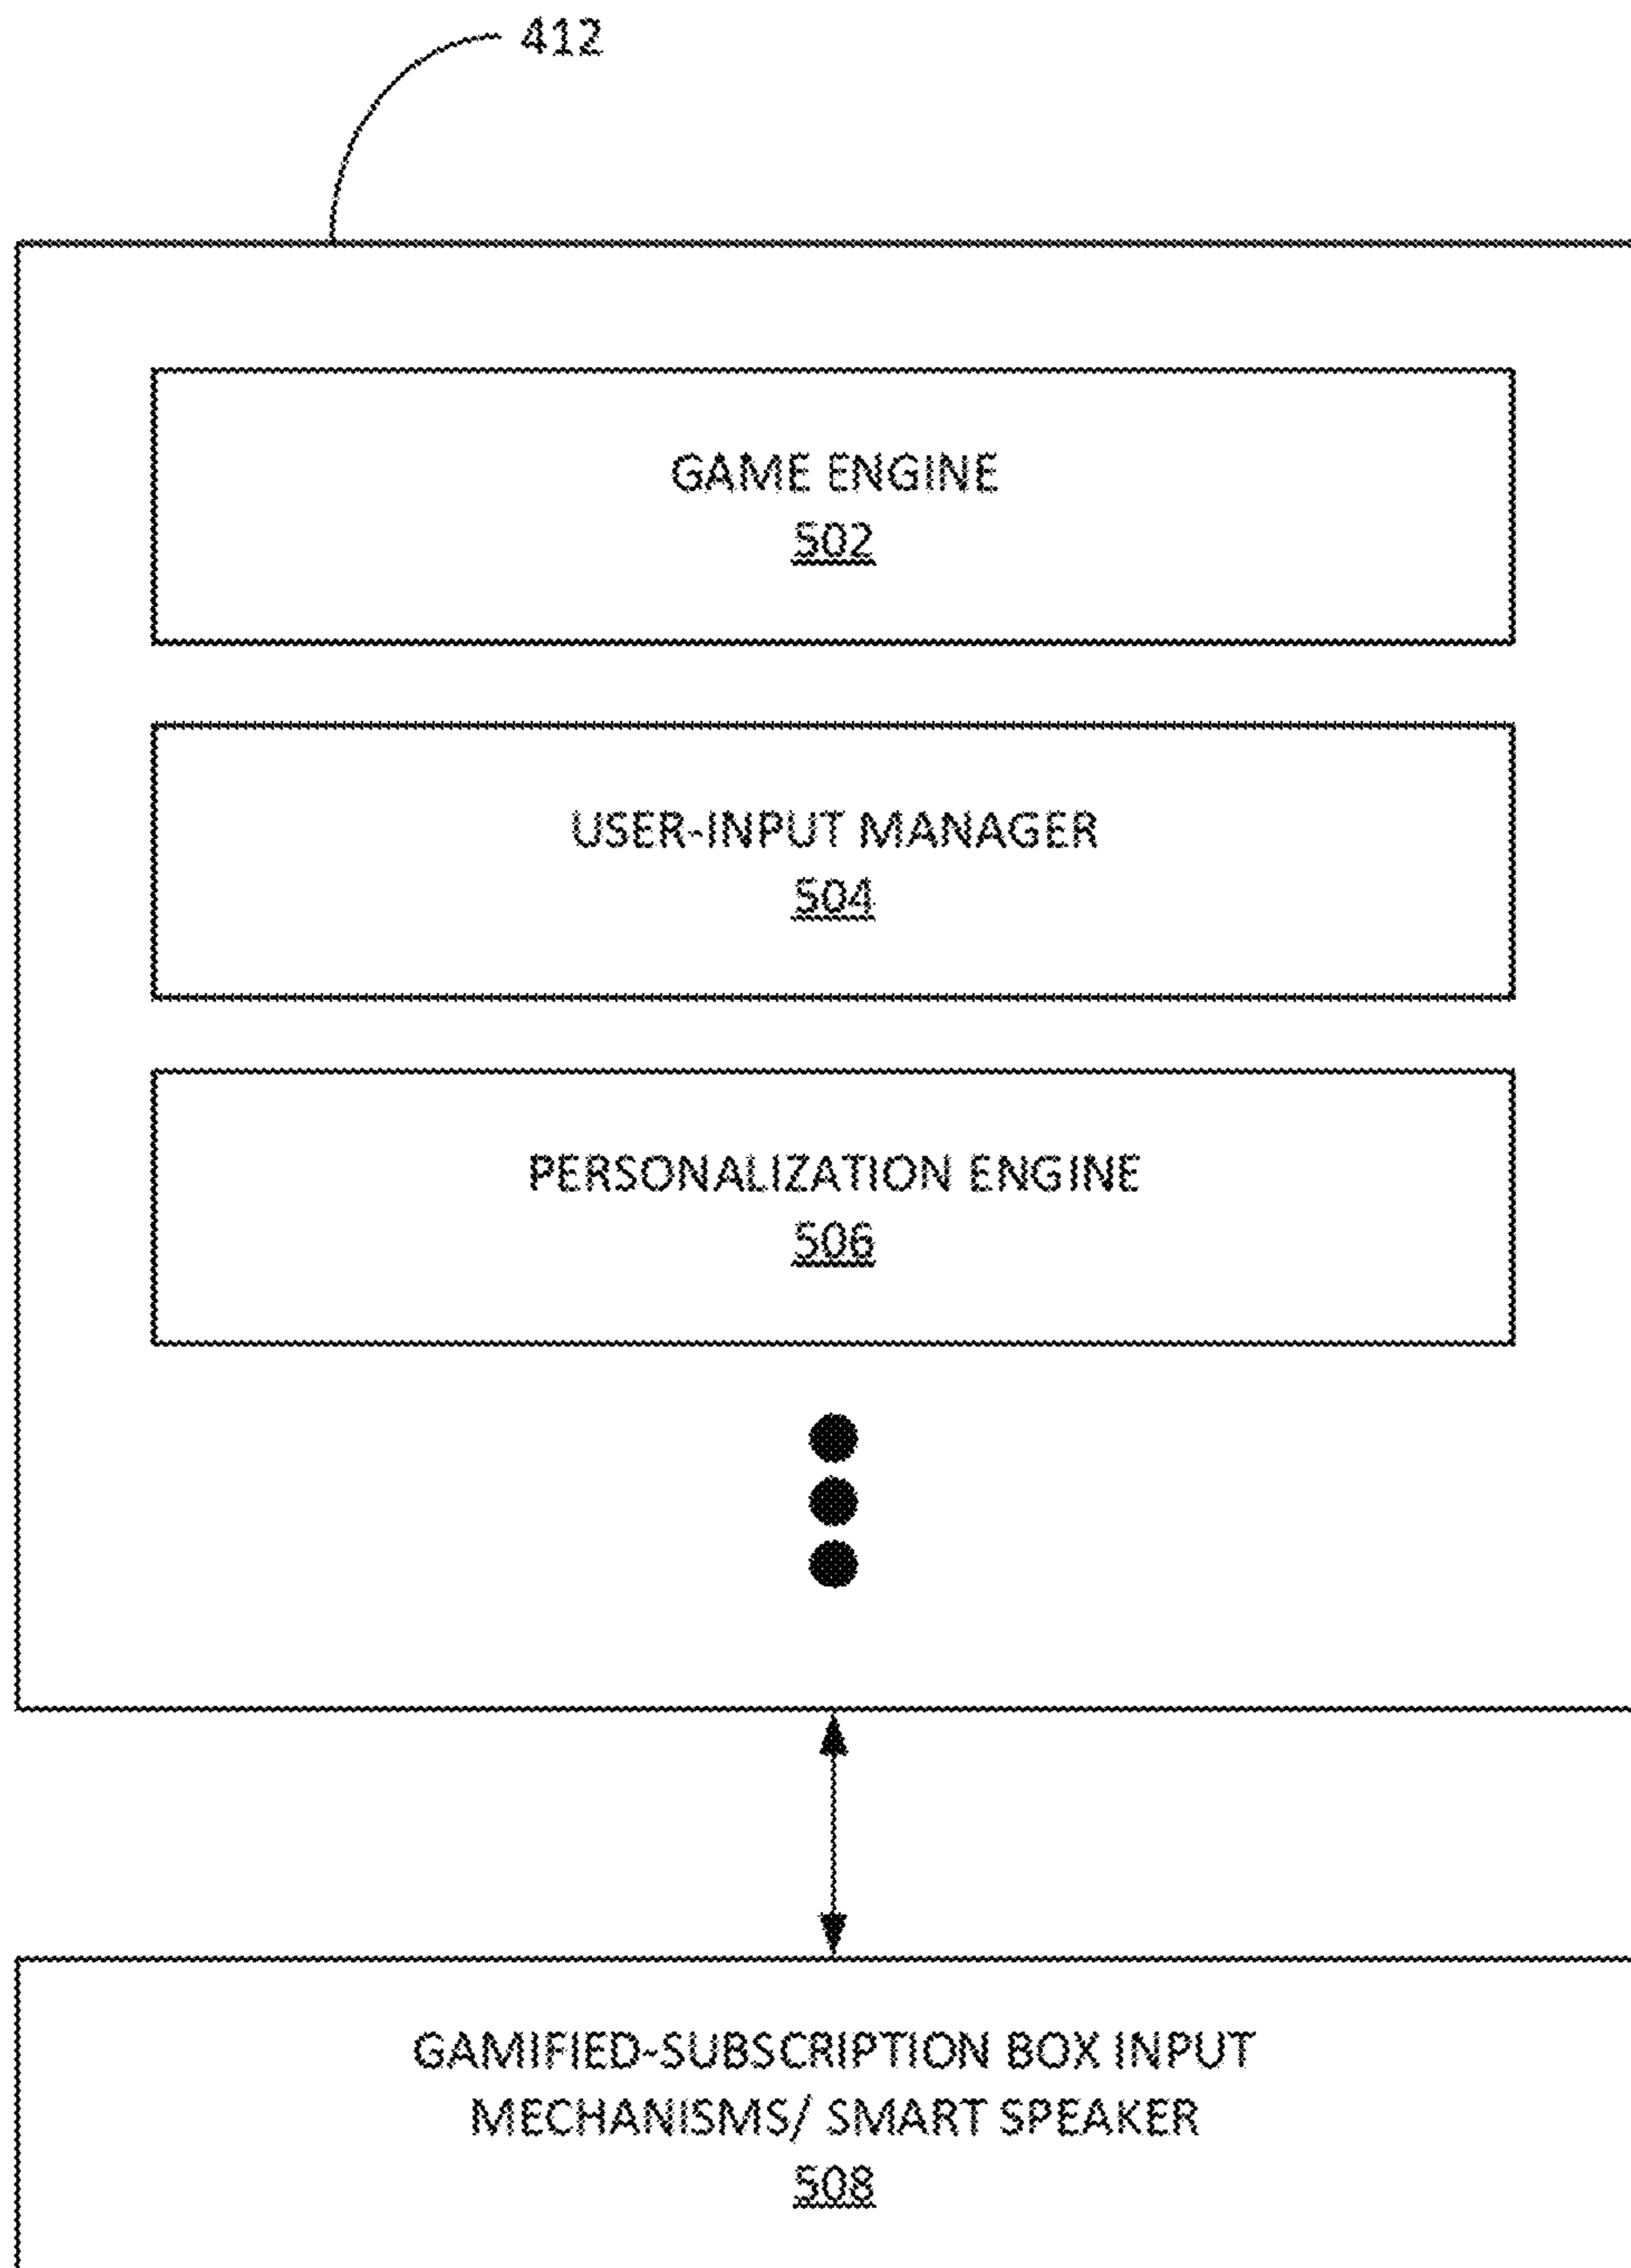 412
GAME ENGINE
502
USER-INPUT MANAGER
504
PERSONALIZATION ENGINE
506
GAMIFIED-SUBSCRIPTION BOX INPUT
MECHANISMS/ SMART SPEAKER
508